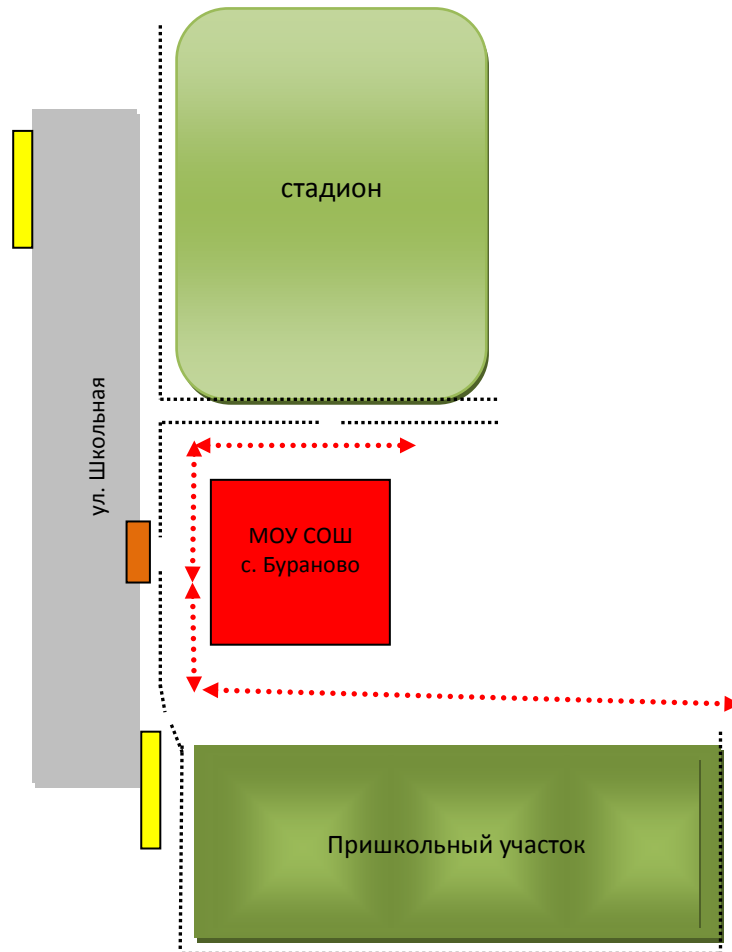 стадион
ул. Школьная
МОУ СОШ
с. Бураново
Пришкольный участок